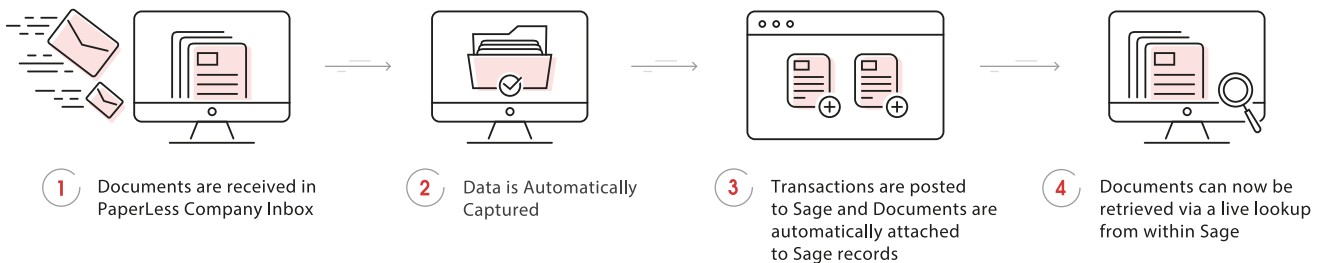 1
Documents are received in
PaperLess Company Inbox
2
Data is Automatically
Captured
3
Transactions are posted
to Sage and Documents are
automatically attached
to Sage records
4
Documents can now be
retrieved via a live lookup
from within Sage